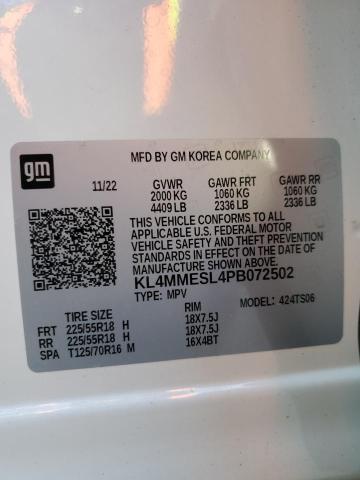 gm
MFD BY GM KOREA COMPANY
11/22 GVWR GAWR FRT GAWR RR
2000 KG 1060 KG 1060 KG
4409 LB 2336 LB 2336 LB
THIS VEHICLE CONFORMS TO ALL
APPLICABLE U.S. FEDERAL MOTOR
VEHICLE SAFETY AND THEFT
PREVENTION STANDARDS IN EFFECT
ON THE DATE OF MANUFACTURE
SHOWN ABOVE.
KL4MMESL4PB072502
TYPE: MPV MODEL: 424TS06
TIRE SIZE RIM
FRT 225/55R18 H 18X7.5J
RR 225/55R18 H 18X7.5J
SPA T125/70R16 M 16X4BT